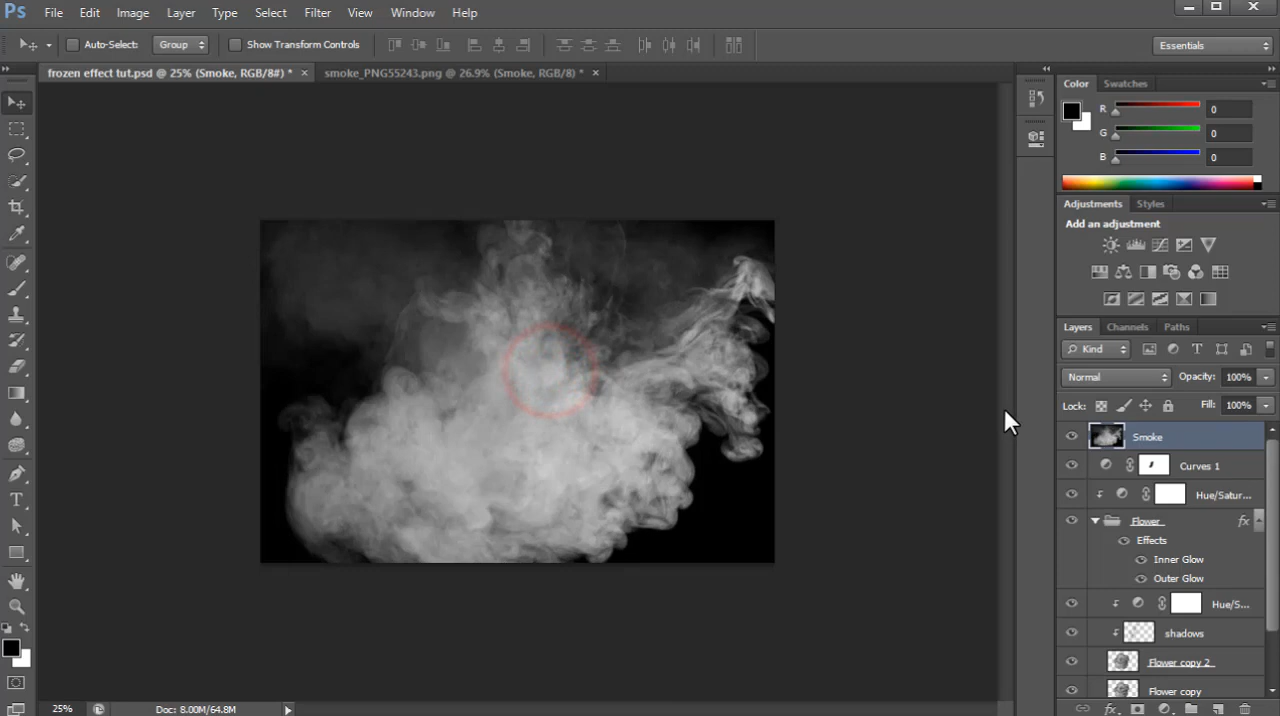 Ps File Edit Image Layer Type Select Filter View Window Help
Auto-Select: Group Show Transform Controls Essentials
frozen effect tut.psd @ 25% (Smoke, RGB/8#) * × smoke_PNG55243.png @ 26.9% (Smoke, RGB/8) * ×
Color Swatches
R 0
G 0
B 0
Adjustments Styles
Add an adjustment
Layers Channels Paths
Kind
Normal Opacity: 100%
Lock: Fill: 100%
Smoke
Curves 1
Hue/Satur...
Flower fx
Effects
Inner Glow
Outer Glow
Hue/S...
shadows
Flower copy 2
Flower copy
25% Doc: 8.00M/64.8M